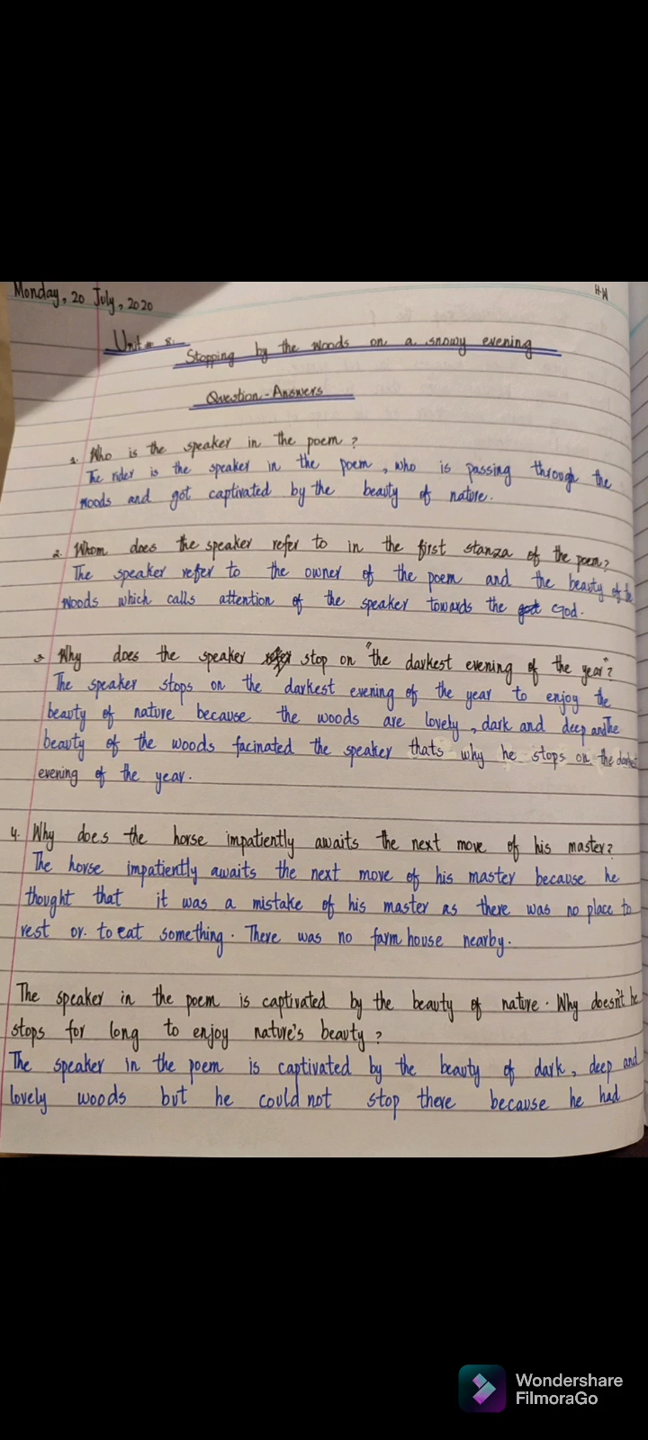 Monday, 20 July, 2020
H.W
Unit = 8.
Stopping by the woods on a snowy evening
Question-Answers
1. Who is the speaker in the poem?
The rider is the speaker in the poem, who is passing through the
woods and got captivated by the beauty of nature.
2. Whom does the speaker refer to in the first stanza of the poem?
The speaker refer to the owner of the poem and the beauty of the
woods which calls attention of the speaker towards the God.
3 Why does the speaker stop on "the darkest evening of the year"?
The speaker stops on the darkest evening of the year to enjoy the
beauty of nature because the woods are lovely, dark and deep and the
beauty of the woods facinated the speaker thats why he stops on the darkest
evening of the year.
4. Why does the horse impatiently awaits the next move of his master?
The horse impatiently awaits the next move of his master because he
thought that it was a mistake of his master as there was no place to
rest or to eat something. There was no farm house nearby.
The speaker in the poem is captivated by the beauty of nature. Why doesn't he
stops for long to enjoy nature's beauty?
The speaker in the poem is captivated by the beauty of dark, deep and
lovely woods but he could not stop there because he had
Wondershare
FilmoraGo